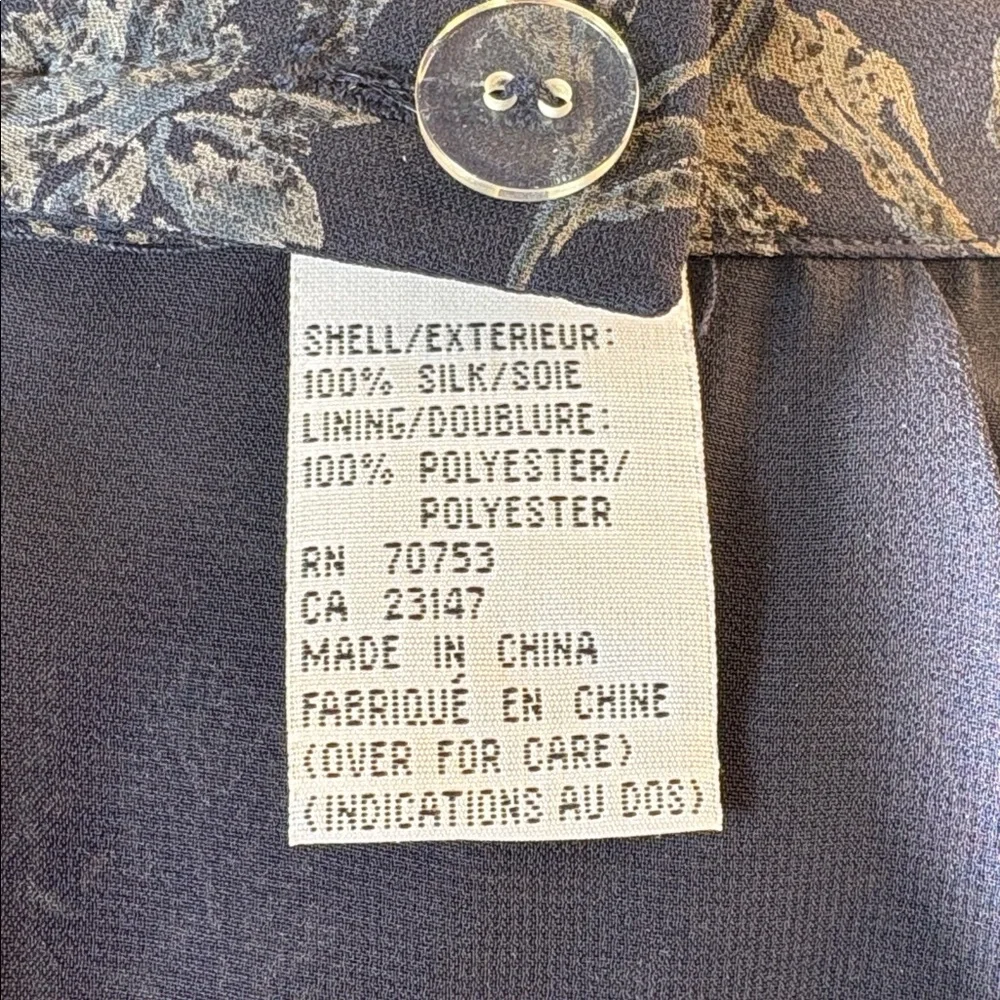 SHELL/EXTERIEUR:
100% SILK/SOIE
LINING/DOUBLURE:
100% POLYESTER/
POLYESTER
RN 70753
CA 23147
MADE IN CHINA
FABRIQUÉ EN CHINE
(OVER FOR CARE)
(INDICATIONS AU DOS)